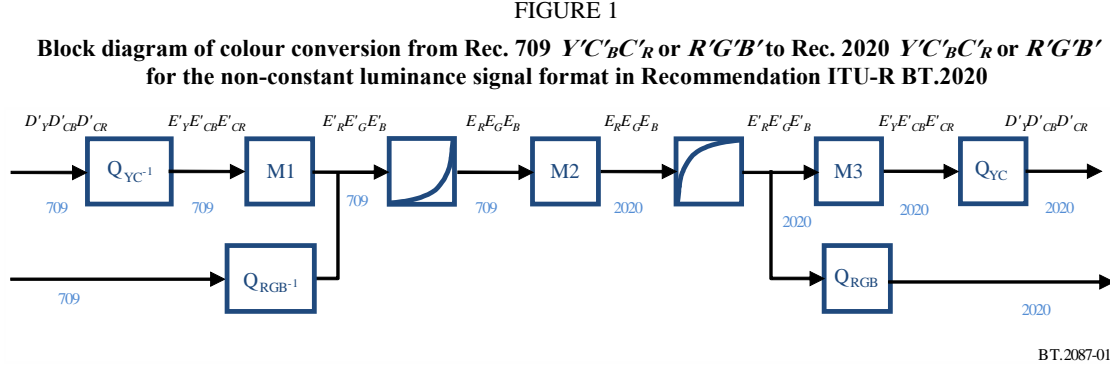 FIGURE 1
Block diagram of colour conversion from Rec. 709 Y′C′BC′R or R′G′B′ to Rec. 2020 Y′C′BC′R or R′G′B′
for the non-constant luminance signal format in Recommendation ITU-R BT.2020
D′YD′CBD′CR E′YE′CBE′CR E′RE′GE′B EREGEB EREGEB E′RE′GE′B E′YE′CBE′CR D′YD′CBD′CR
QYC-1 M1 M2 M3 QYC
709 709 709 709 2020 2020 2020 2020
QRGB-1 QRGB
709 2020
BT.2087-01